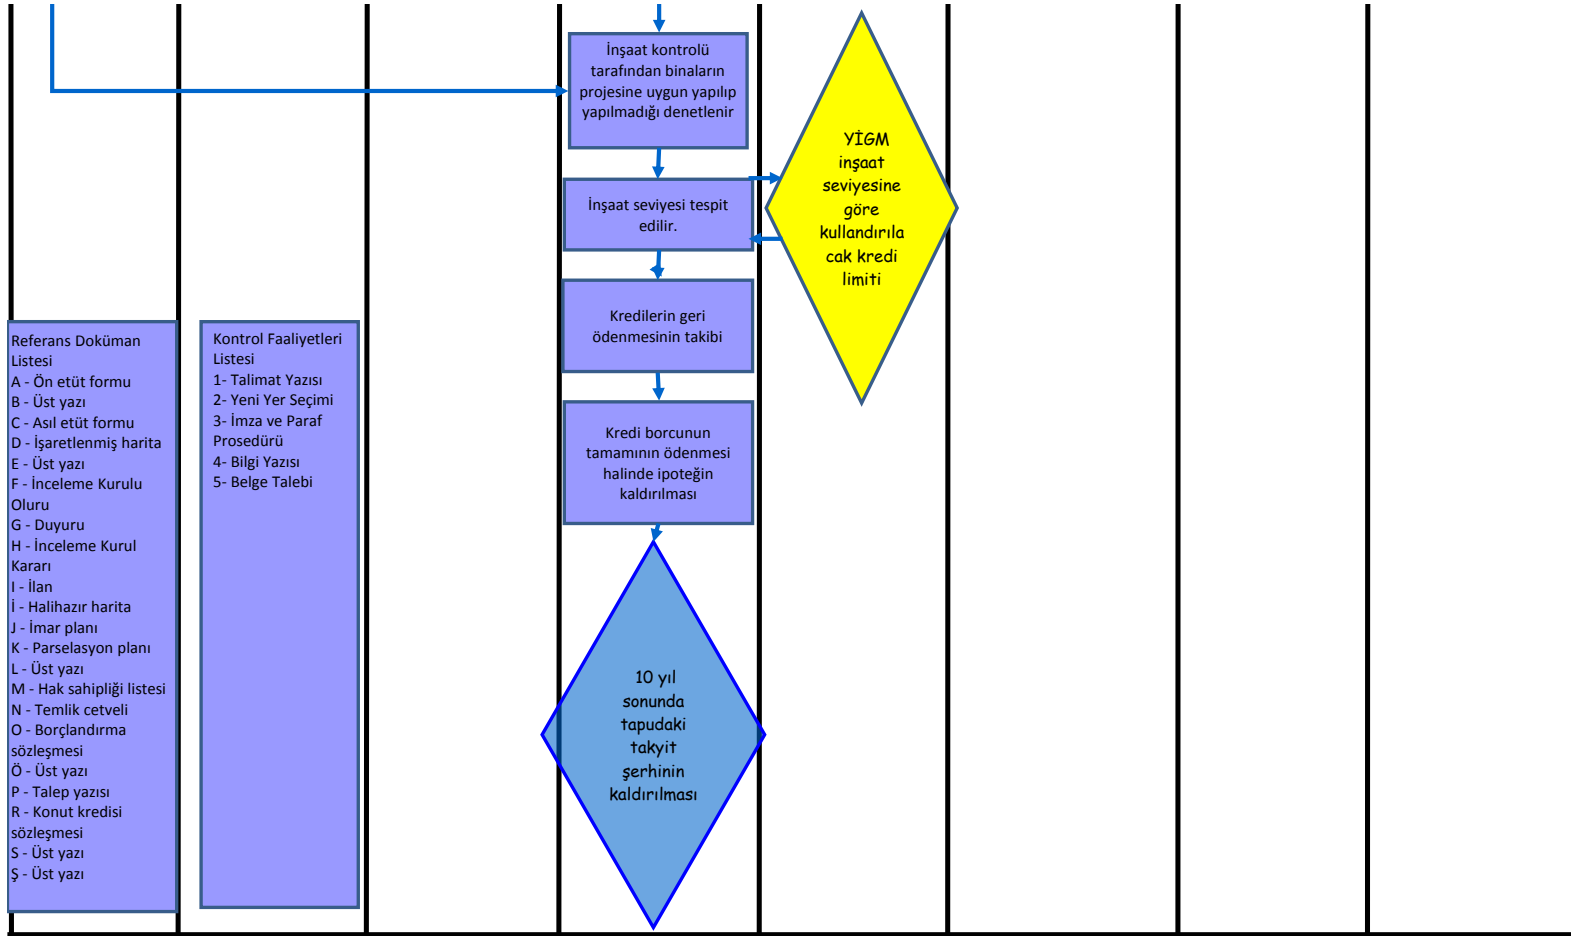 İnşaat kontrolü
tarafından binaların
projesine uygun yapılıp
yapılmadığı denetlenir
YİGM
inşaat
seviyesine
göre
kullandırıla
cak kredi
limiti
İnşaat seviyesi tespit
edilir.
Kredilerin geri
ödenmesinin takibi
Kredi borcunun
tamamının ödenmesi
halinde ipoteğin
kaldırılması
10 yıl
sonunda
tapudaki
takyit
şerhinin
kaldırılması
Referans Doküman
Listesi
A - Ön etüt formu
B - Üst yazı
C - Asıl etüt formu
D - İşaretlenmiş harita
E - Üst yazı
F - İnceleme Kurulu
Oluru
G - Duyuru
H - İnceleme Kurul
Kararı
I - İlan
İ - Halihazır harita
J - İmar planı
K - Parselasyon planı
L - Üst yazı
M - Hak sahipliği listesi
N - Temlik cetveli
O - Borçlandırma
sözleşmesi
Ö - Üst yazı
P - Talep yazısı
R - Konut kredisi
sözleşmesi
S - Üst yazı
Ş - Üst yazı
Kontrol Faaliyetleri
Listesi
1- Talimat Yazısı
2- Yeni Yer Seçimi
3- İmza ve Paraf
Prosedürü
4- Bilgi Yazısı
5- Belge Talebi